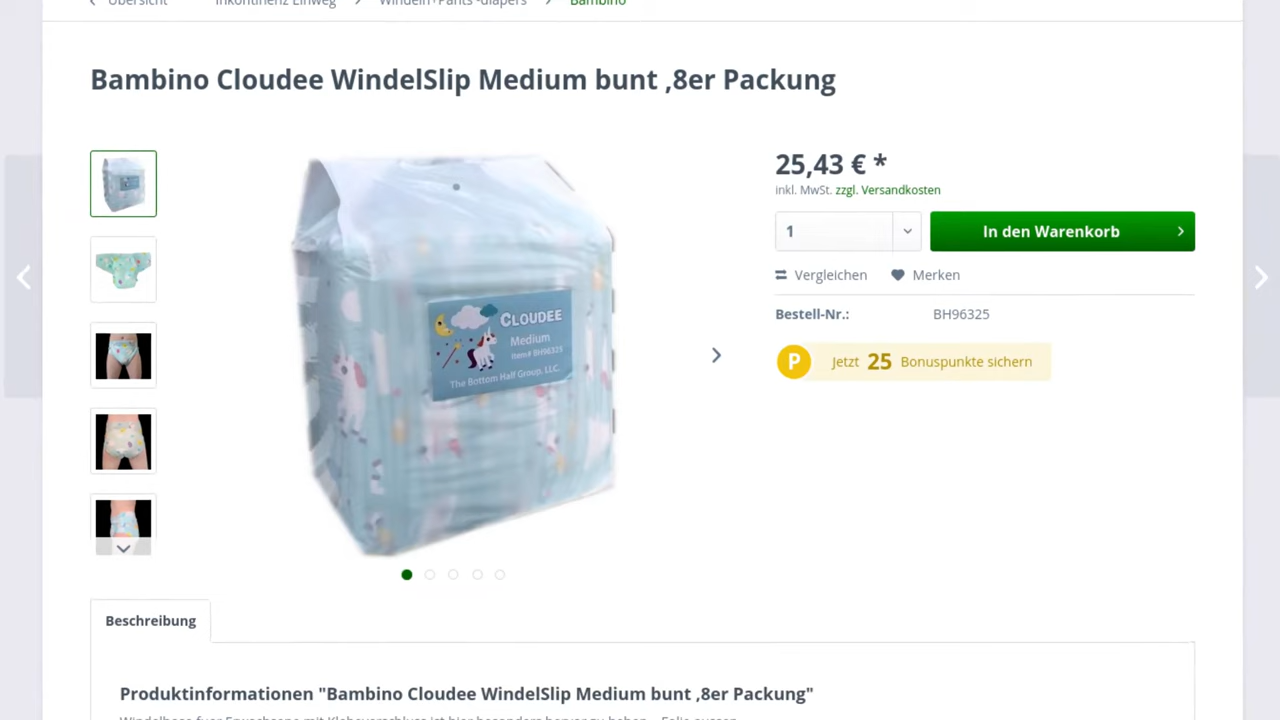 Übersicht Inkontinenz Einweg Windeln+Pants -diapers Bambino
Bambino Cloudee WindelSlip Medium bunt ,8er Packung
25,43 € *
inkl. MwSt. zzgl. Versandkosten
1
In den Warenkorb
Vergleichen Merken
Bestell-Nr.: BH96325
P Jetzt 25 Bonuspunkte sichern
CLOUDEE
Medium
Item# BH96325
The Bottom Half Group, LLC.
Beschreibung
Produktinformationen "Bambino Cloudee WindelSlip Medium bunt ,8er Packung"